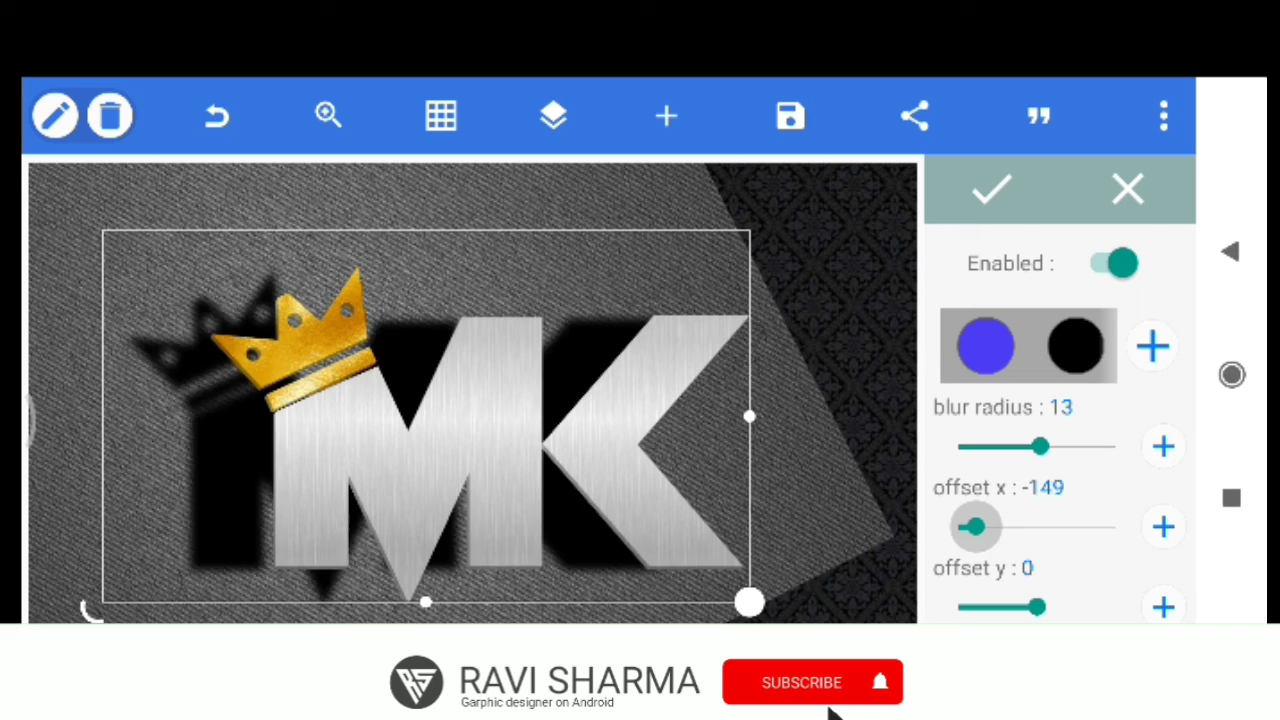 Enabled :
blur radius : 13
offset x : -149
offset y : 0
MK
RAVI SHARMA
Garphic designer on Android
SUBSCRIBE